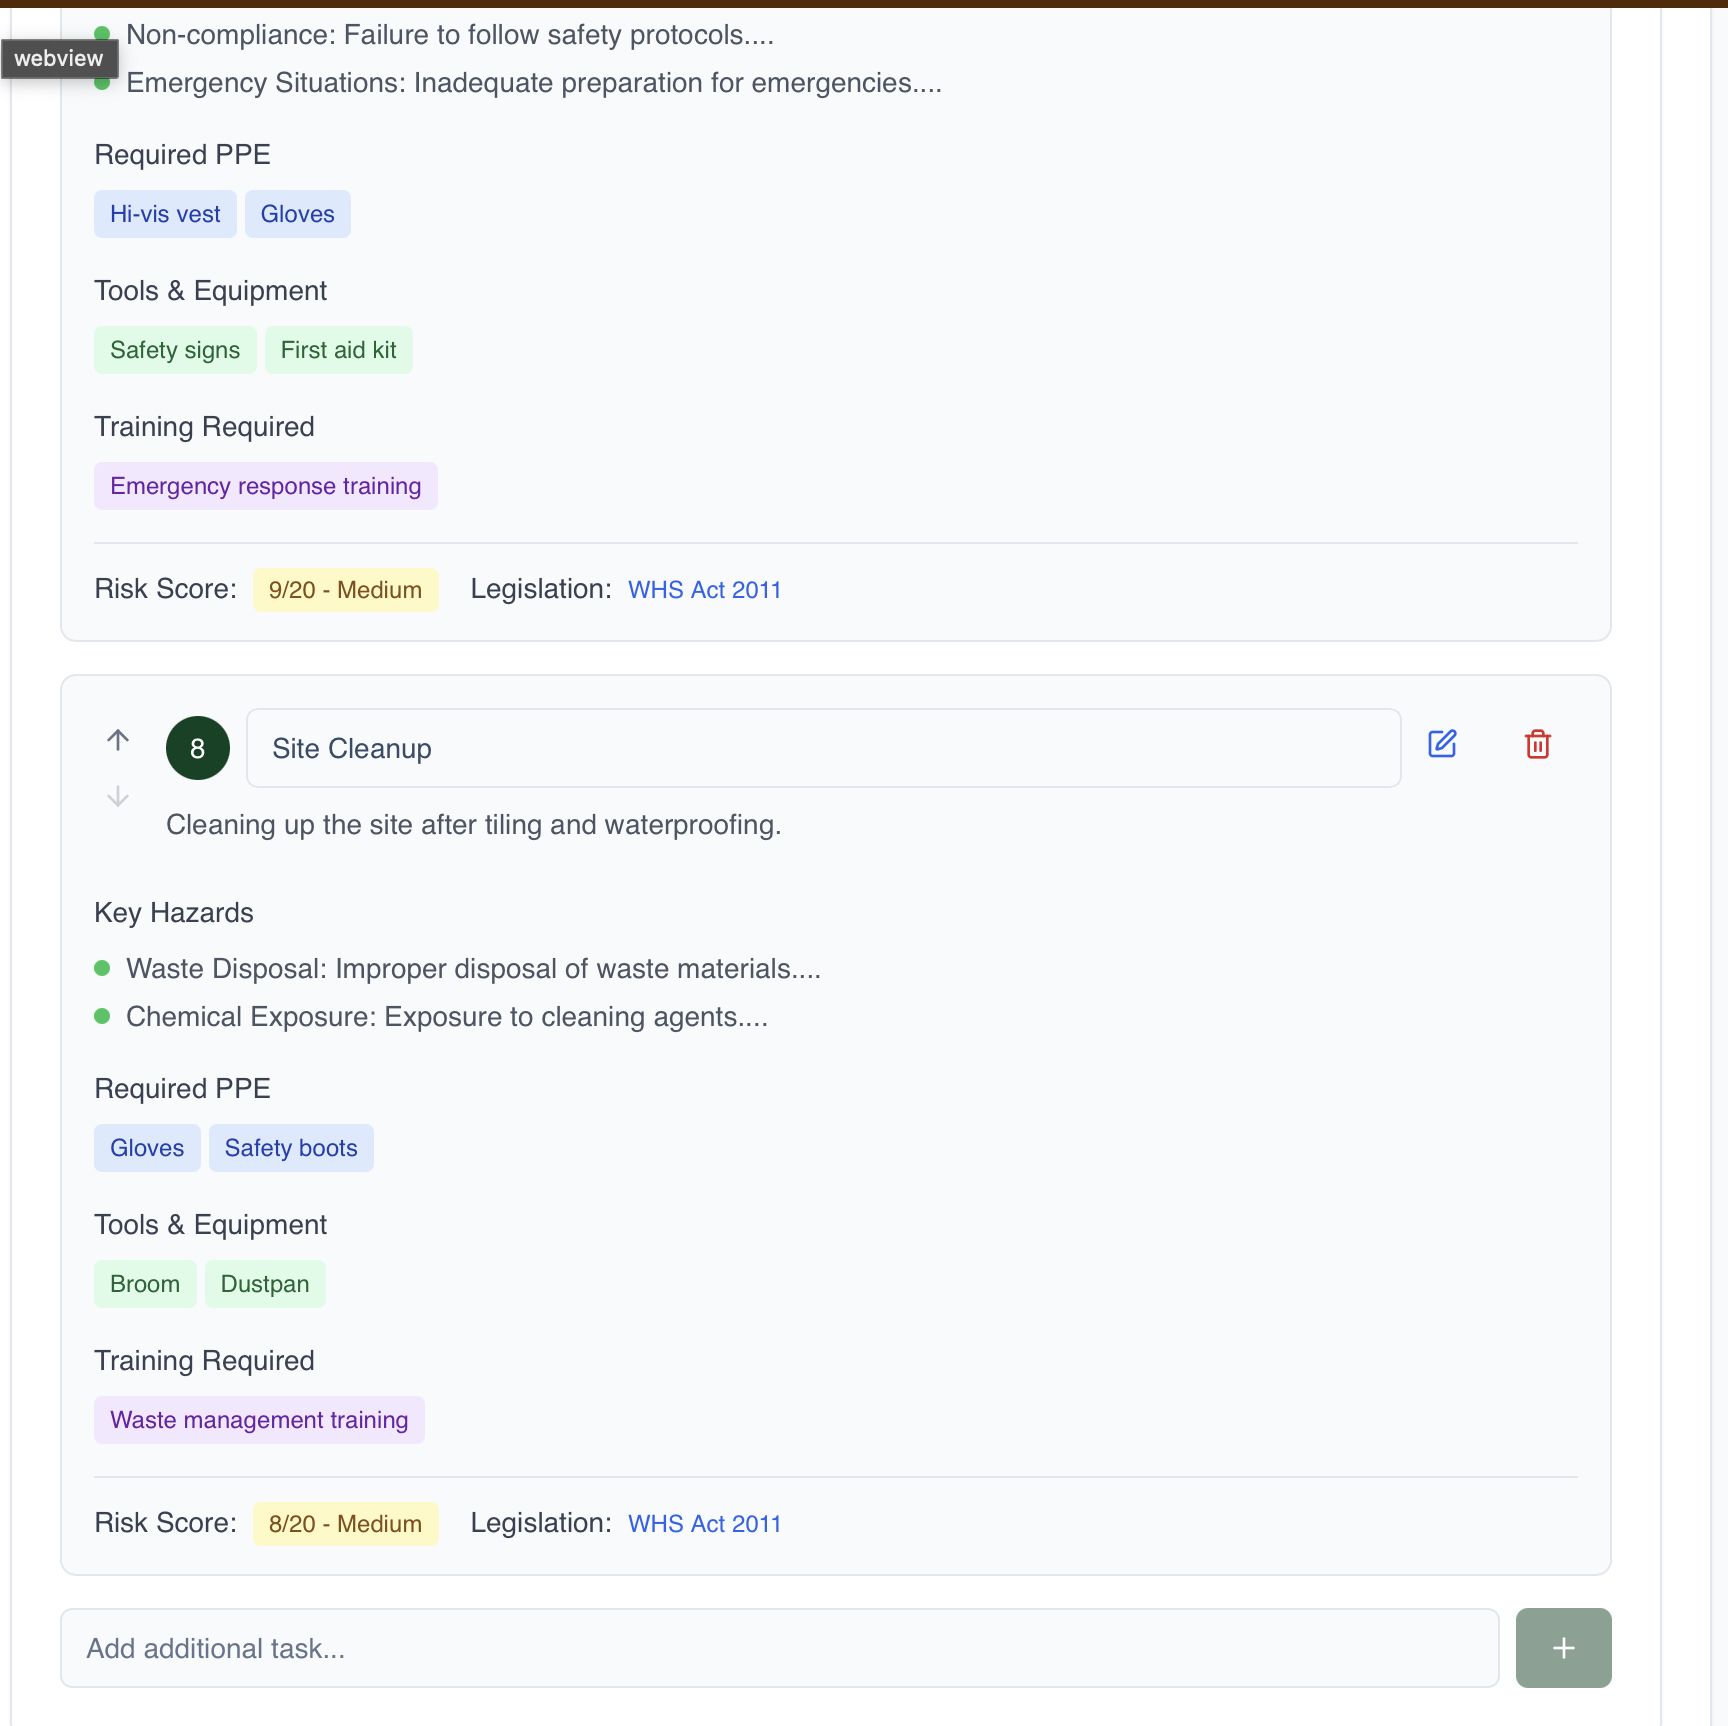 Non-compliance: Failure to follow safety protocols....
webview
Emergency Situations: Inadequate preparation for emergencies....
Required PPE
Hi-vis vest Gloves
Tools & Equipment
Safety signs First aid kit
Training Required
Emergency response training
Risk Score: 9/20 - Medium Legislation: WHS Act 2011
8 Site Cleanup
Cleaning up the site after tiling and waterproofing.
Key Hazards
Waste Disposal: Improper disposal of waste materials....
Chemical Exposure: Exposure to cleaning agents....
Required PPE
Gloves Safety boots
Tools & Equipment
Broom Dustpan
Training Required
Waste management training
Risk Score: 8/20 - Medium Legislation: WHS Act 2011
Add additional task...